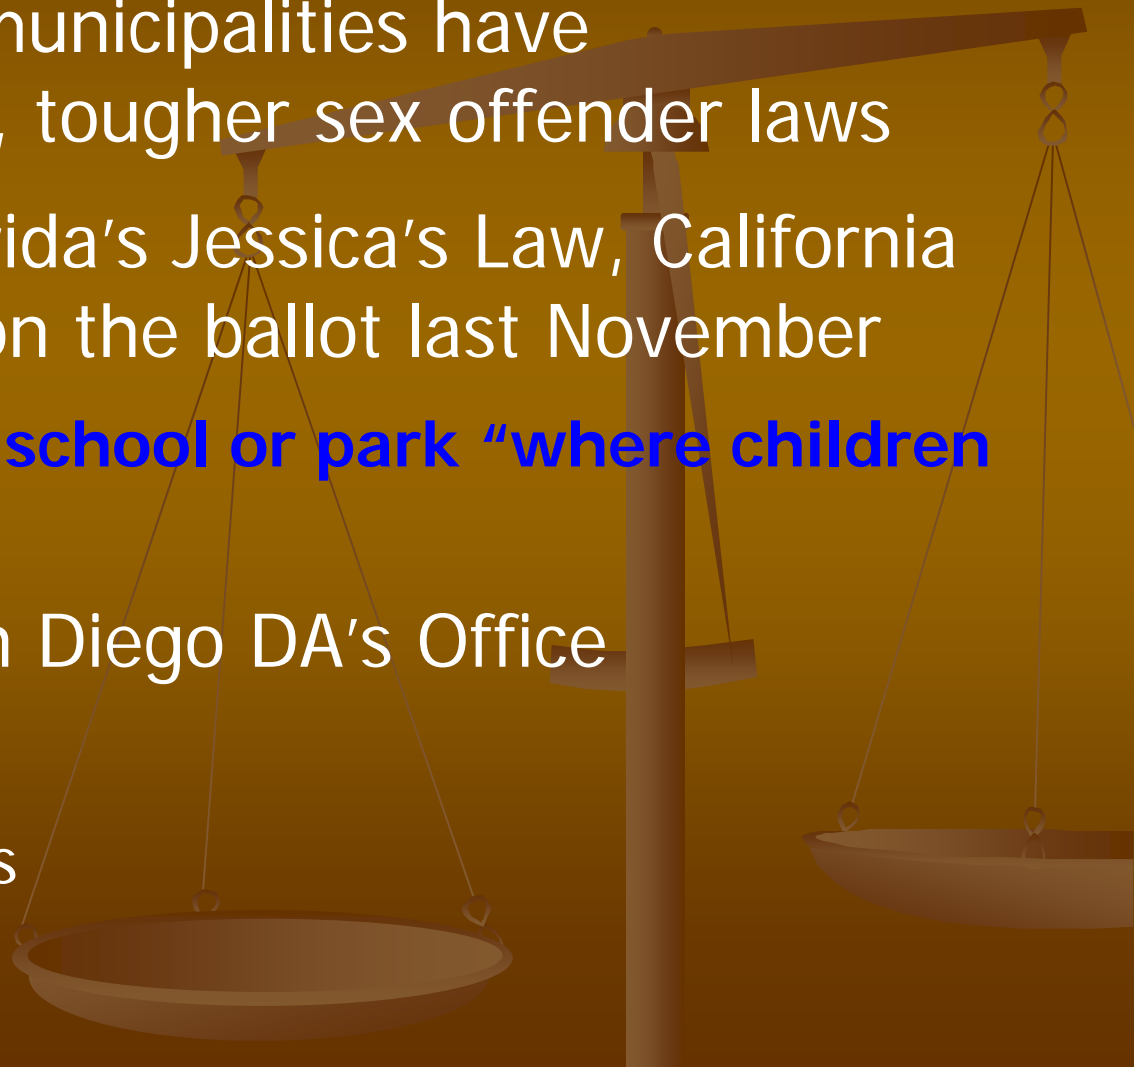 municipalities have
, tougher sex offender laws
ida's Jessica's Law, California
on the ballot last November
school or park “where children
Diego DA's Office
s